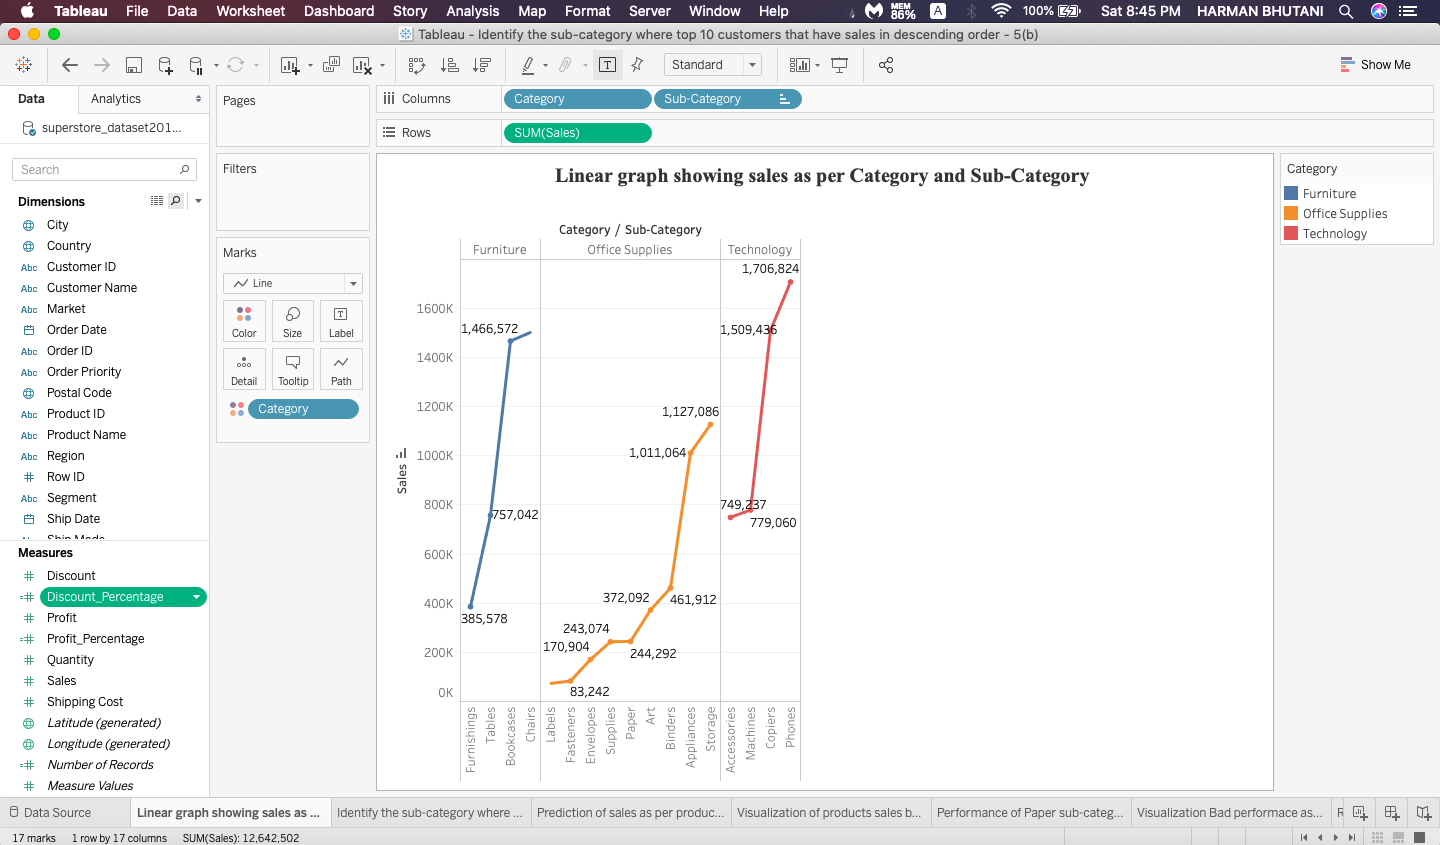 Tableau File Data Worksheet Dashboard Story Analysis Map Format Server Window Help MEM 86% A 100% Sat 8:45 PM HARMAN BHUTANI
Tableau - Identify the sub-category where top 10 customers that have sales in descending order - 5(b)
Standard Show Me
Data Analytics
superstore_dataset201...
Search
Dimensions
City
Country
Abc Customer ID
Abc Customer Name
Abc Market
Order Date
Abc Order ID
Abc Order Priority
Postal Code
Abc Product ID
Abc Product Name
Abc Region
Row ID
Abc Segment
Ship Date
Measures
Discount
Discount_Percentage
Profit
Profit_Percentage
Quantity
Sales
Shipping Cost
Latitude (generated)
Longitude (generated)
Number of Records
Measure Values
Pages
Filters
Marks
Line
Color Size Label
Detail Tooltip Path
Category
Columns Category Sub-Category
Rows SUM(Sales)
Linear graph showing sales as per Category and Sub-Category
Category / Sub-Category
Furniture Office Supplies Technology
Sales
1600K
1400K
1200K
1000K
800K
600K
400K
200K
0K
1,466,572
757,042
385,578
1,127,086
1,011,064
372,092
461,912
243,074
170,904
244,292
83,242
1,706,824
1,509,436
749,237
779,060
Furnishings
Tables
Bookcases
Chairs
Labels
Fasteners
Envelopes
Supplies
Paper
Art
Binders
Appliances
Storage
Accessories
Machines
Copiers
Phones
Category
Furniture
Office Supplies
Technology
Data Source Linear graph showing sales as ... Identify the sub-category where ... Prediction of sales as per produc... Visualization of products sales b... Performance of Paper sub-categ... Visualization Bad performace as...
17 marks 1 row by 17 columns SUM(Sales): 12,642,502